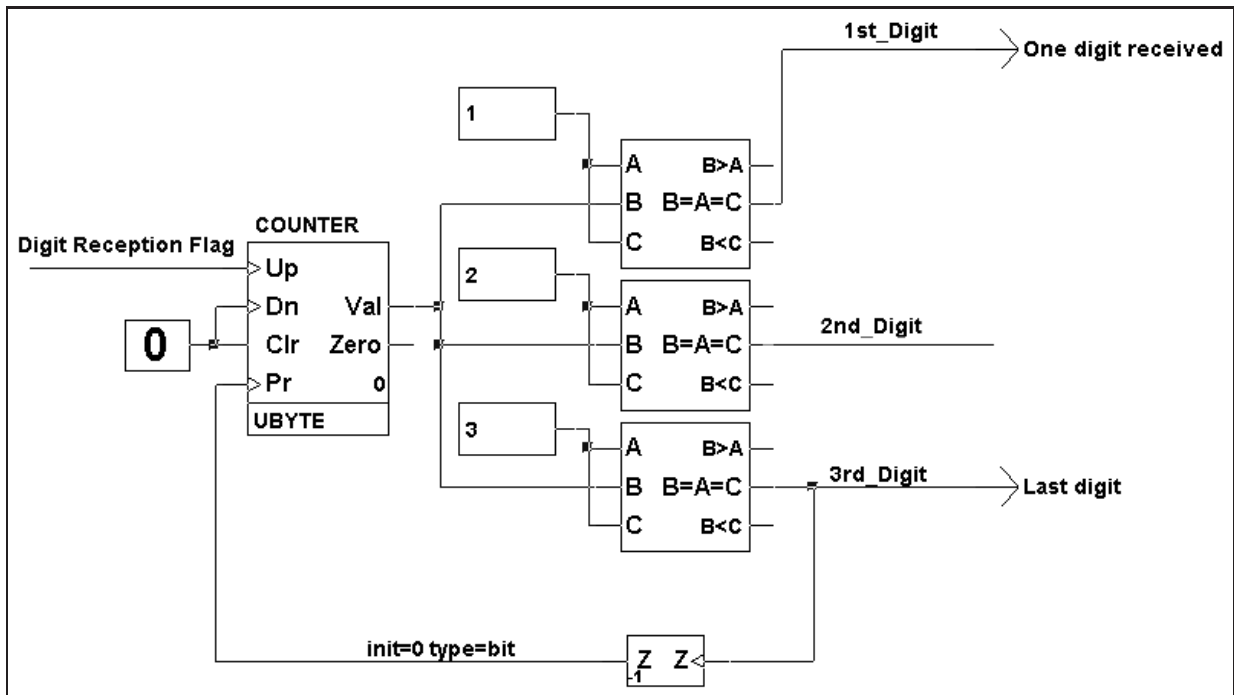 1st_Digit
One digit received
1
A B>A
B B=A=C
C B<C
COUNTER
Digit Reception Flag
Up
Dn Val
0
Clr Zero
Pr 0
UBYTE
2
A B>A
B B=A=C
C B<C
2nd_Digit
3
A B>A
B B=A=C
C B<C
3rd_Digit
Last digit
init=0 type=bit
Z Z
-1